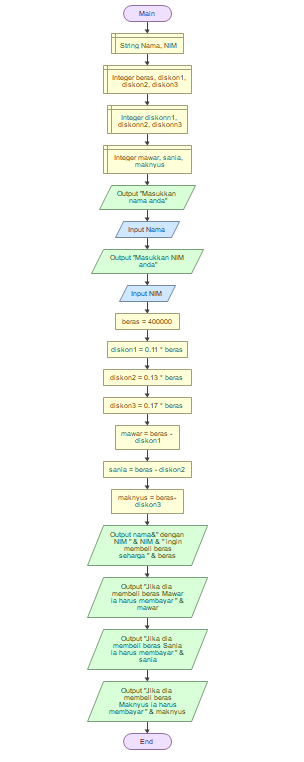 Main
String Nama, NIM
Integer beras, diskon1,
diskon2, diskon3
Integer diskonn1,
diskonn2, diskonn3
Integer mawar, sania,
maknyus
Output "Masukkan
nama anda"
Input Nama
Output "Masukkan NIM
anda"
Input NIM
beras = 400000
diskon1 = 0.11 * beras
diskon2 = 0.13 * beras
diskon3 = 0.17 * beras
mawar = beras -
diskon1
sania = beras - diskon2
maknyus = beras-
diskon3
Output nama&" dengan
NIM " & NIM & " ingin
membeli beras
seharga " & beras
Output "Jika dia
membeli beras Mawar
ia harus membayar " &
mawar
Output "Jika dia
membeli beras Sania
ia harus membayar " &
sania
Output "Jika dia
membeli beras
Maknyus ia harus
membayar " & maknyus
End